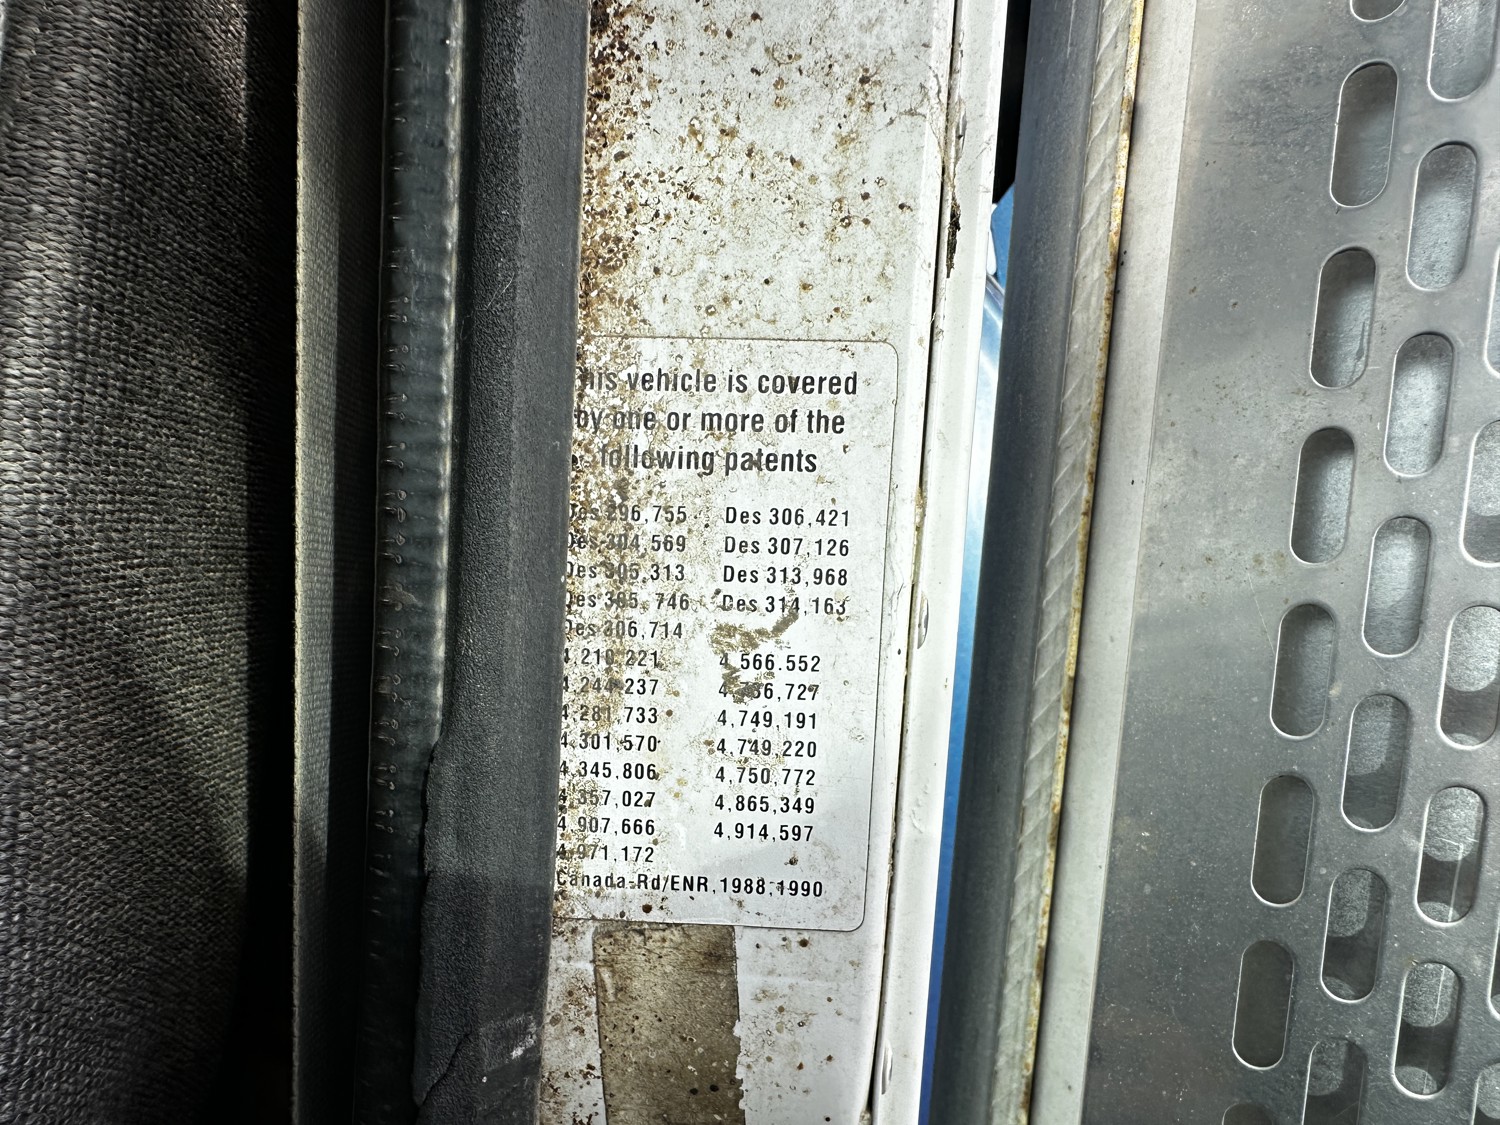 his vehicle is covered
by one or more of the
following patents
Des 296,755 Des 306,421
Des 304,569 Des 307,126
Des 305,313 Des 313,968
Des 305,746 Des 314,163
Des 306,714
4,210,221 4,566.552
4,244,237 4,736,727
4,281,733 4,749,191
4,301,570 4,749,220
4,345,806 4,750,772
4,357,027 4,865,349
4,907,666 4,914,597
4,971,172
Canada-Rd/ENR,1988,1990